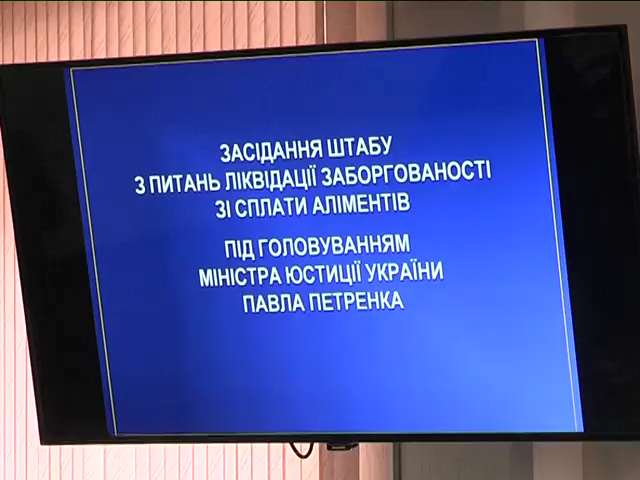 ЗАСІДАННЯ ШТАБУ
З ПИТАНЬ ЛІКВІДАЦІЇ ЗАБОРГОВАНОСТІ
ЗІ СПЛАТИ АЛІМЕНТІВ
ПІД ГОЛОВУВАННЯМ
МІНІСТРА ЮСТИЦІЇ УКРАЇНИ
ПАВЛА ПЕТРЕНКА